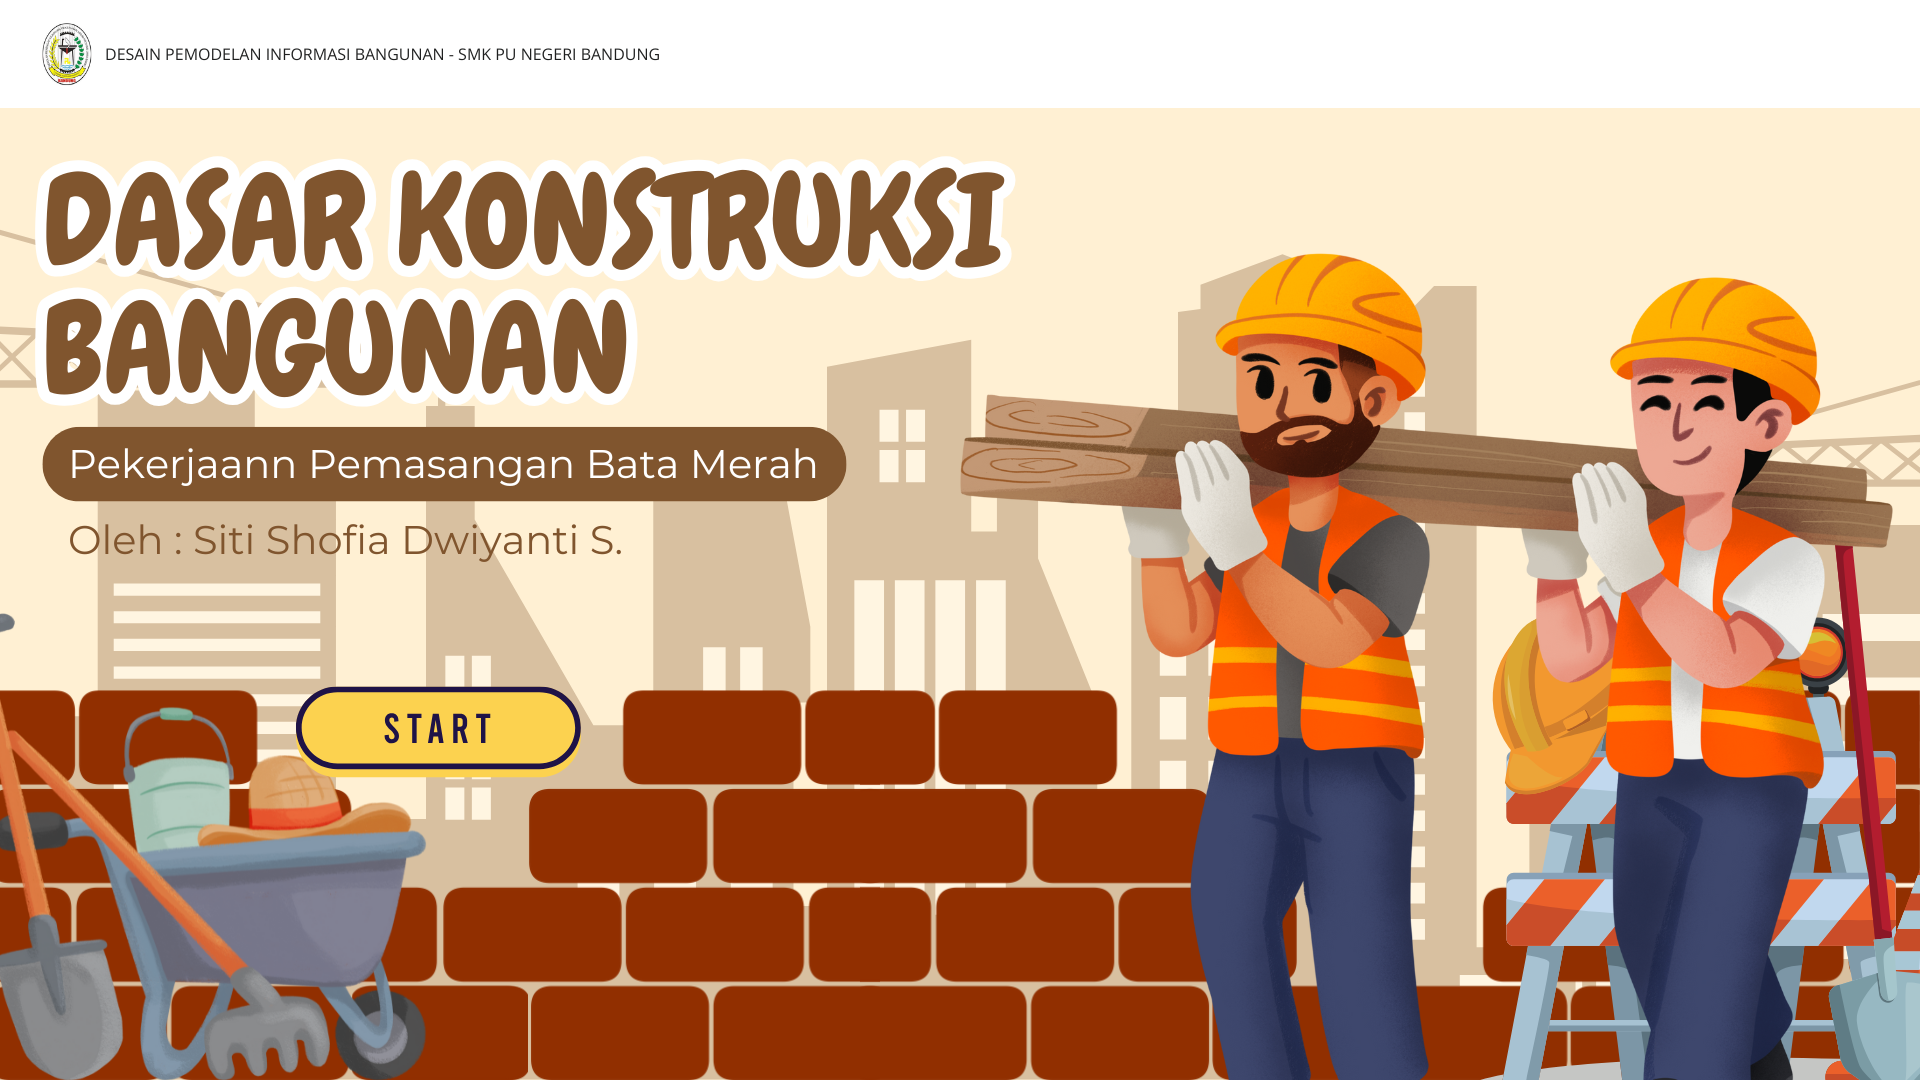 DESAIN PEMODELAN INFORMASI BANGUNAN - SMK PU NEGERI BANDUNG
DASAR KONSTRUKSI
BANGUNAN
Pekerjaann Pemasangan Bata Merah
Oleh : Siti Shofia Dwiyanti S.
START